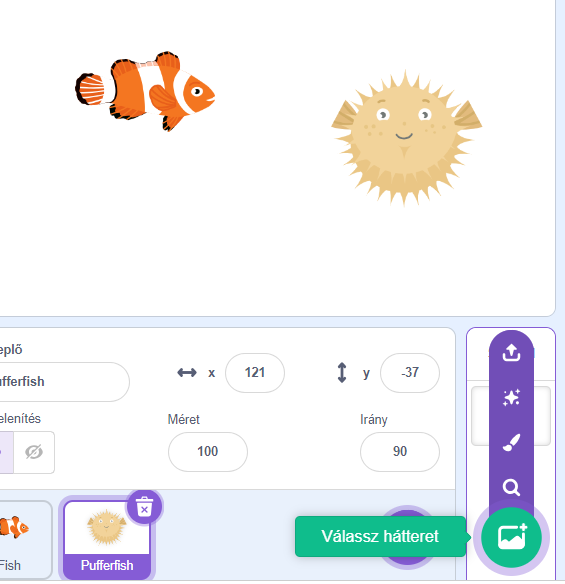 eplő
x 121 y -37
ufferfish
elenítés Méret Irány
100 90
Fish Pufferfish
Válassz hátteret